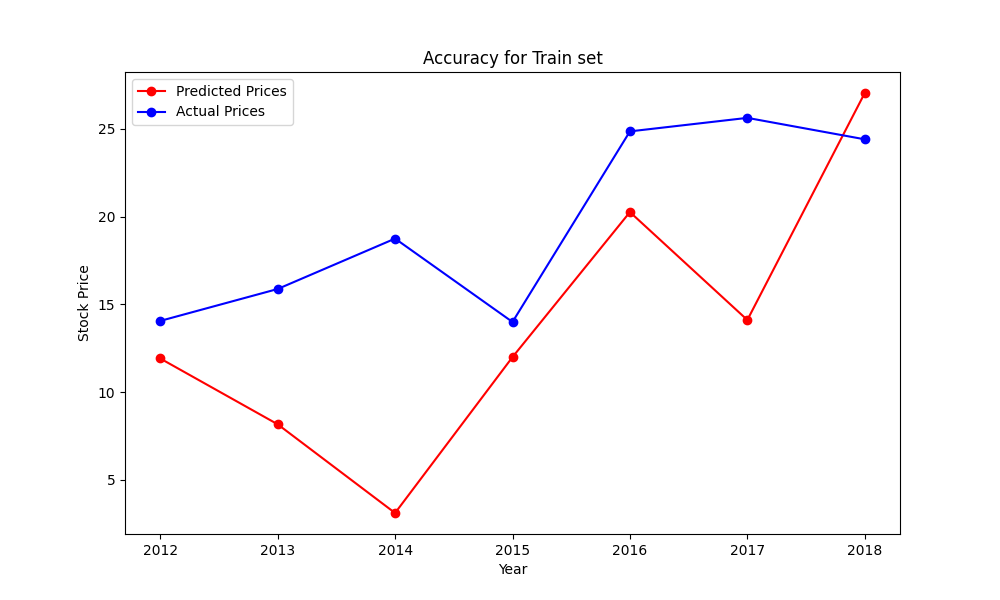 Accuracy for Train set
Predicted Prices
Actual Prices
Stock Price
25
20
15
10
5
2012 2013 2014 2015 2016 2017 2018
Year